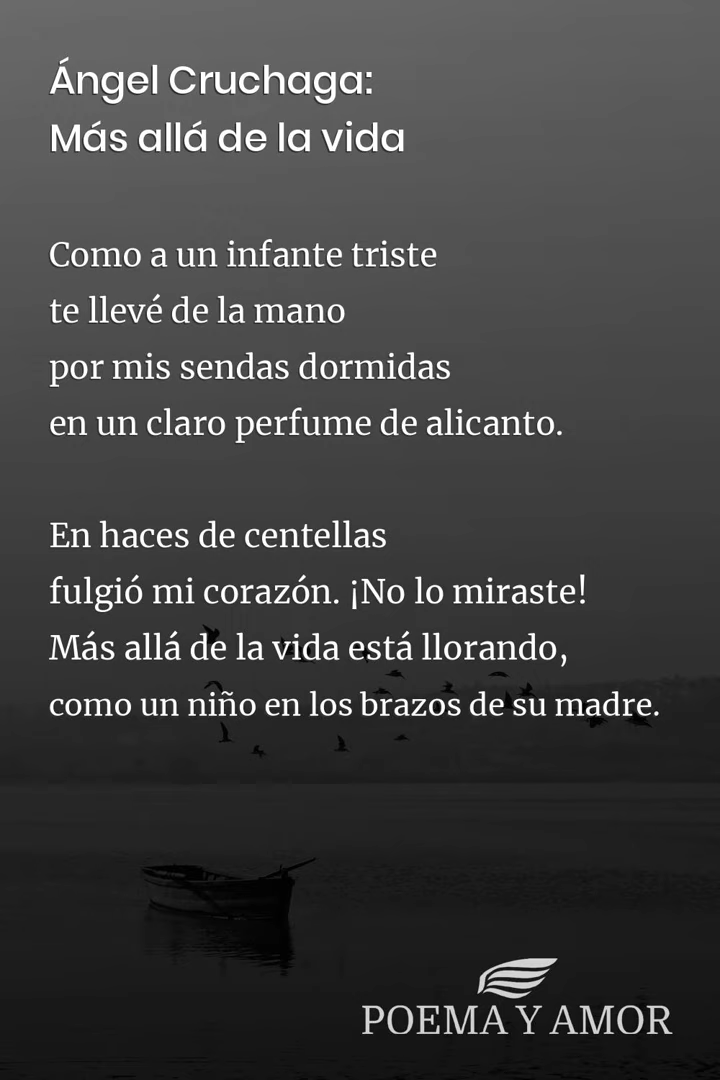 Ángel Cruchaga:
Más allá de la vida
Como a un infante triste
te llevé de la mano
por mis sendas dormidas
en un claro perfume de alicanto.
En haces de centellas
fulgió mi corazón. ¡No lo miraste!
Más allá de la vida está llorando,
como un niño en los brazos de su madre.
POEMA Y AMOR